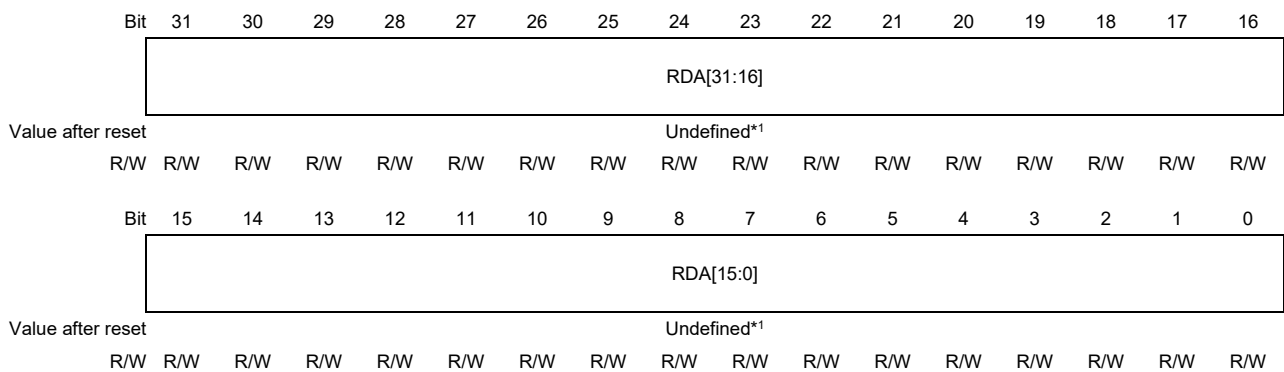 Bit 31 30 29 28 27 26 25 24 23 22 21 20 19 18 17 16
RDA[31:16]
Value after reset Undefined*1
R/W R/W R/W R/W R/W R/W R/W R/W R/W R/W R/W R/W R/W R/W R/W R/W R/W
Bit 15 14 13 12 11 10 9 8 7 6 5 4 3 2 1 0
RDA[15:0]
Value after reset Undefined*1
R/W R/W R/W R/W R/W R/W R/W R/W R/W R/W R/W R/W R/W R/W R/W R/W R/W